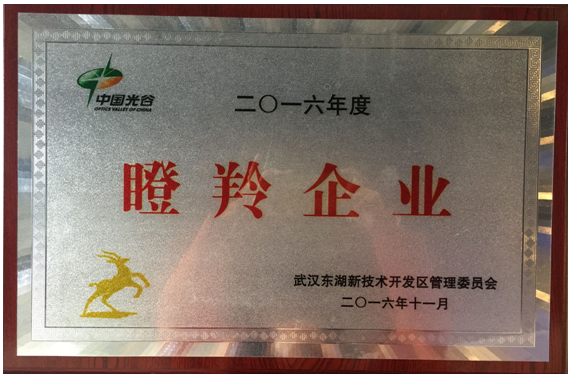 中国光谷
OPTICS VALLEY OF CHINA
二〇一六年度
瞪羚企业
武汉东湖新技术开发区管理委员会
二〇一六年十一月